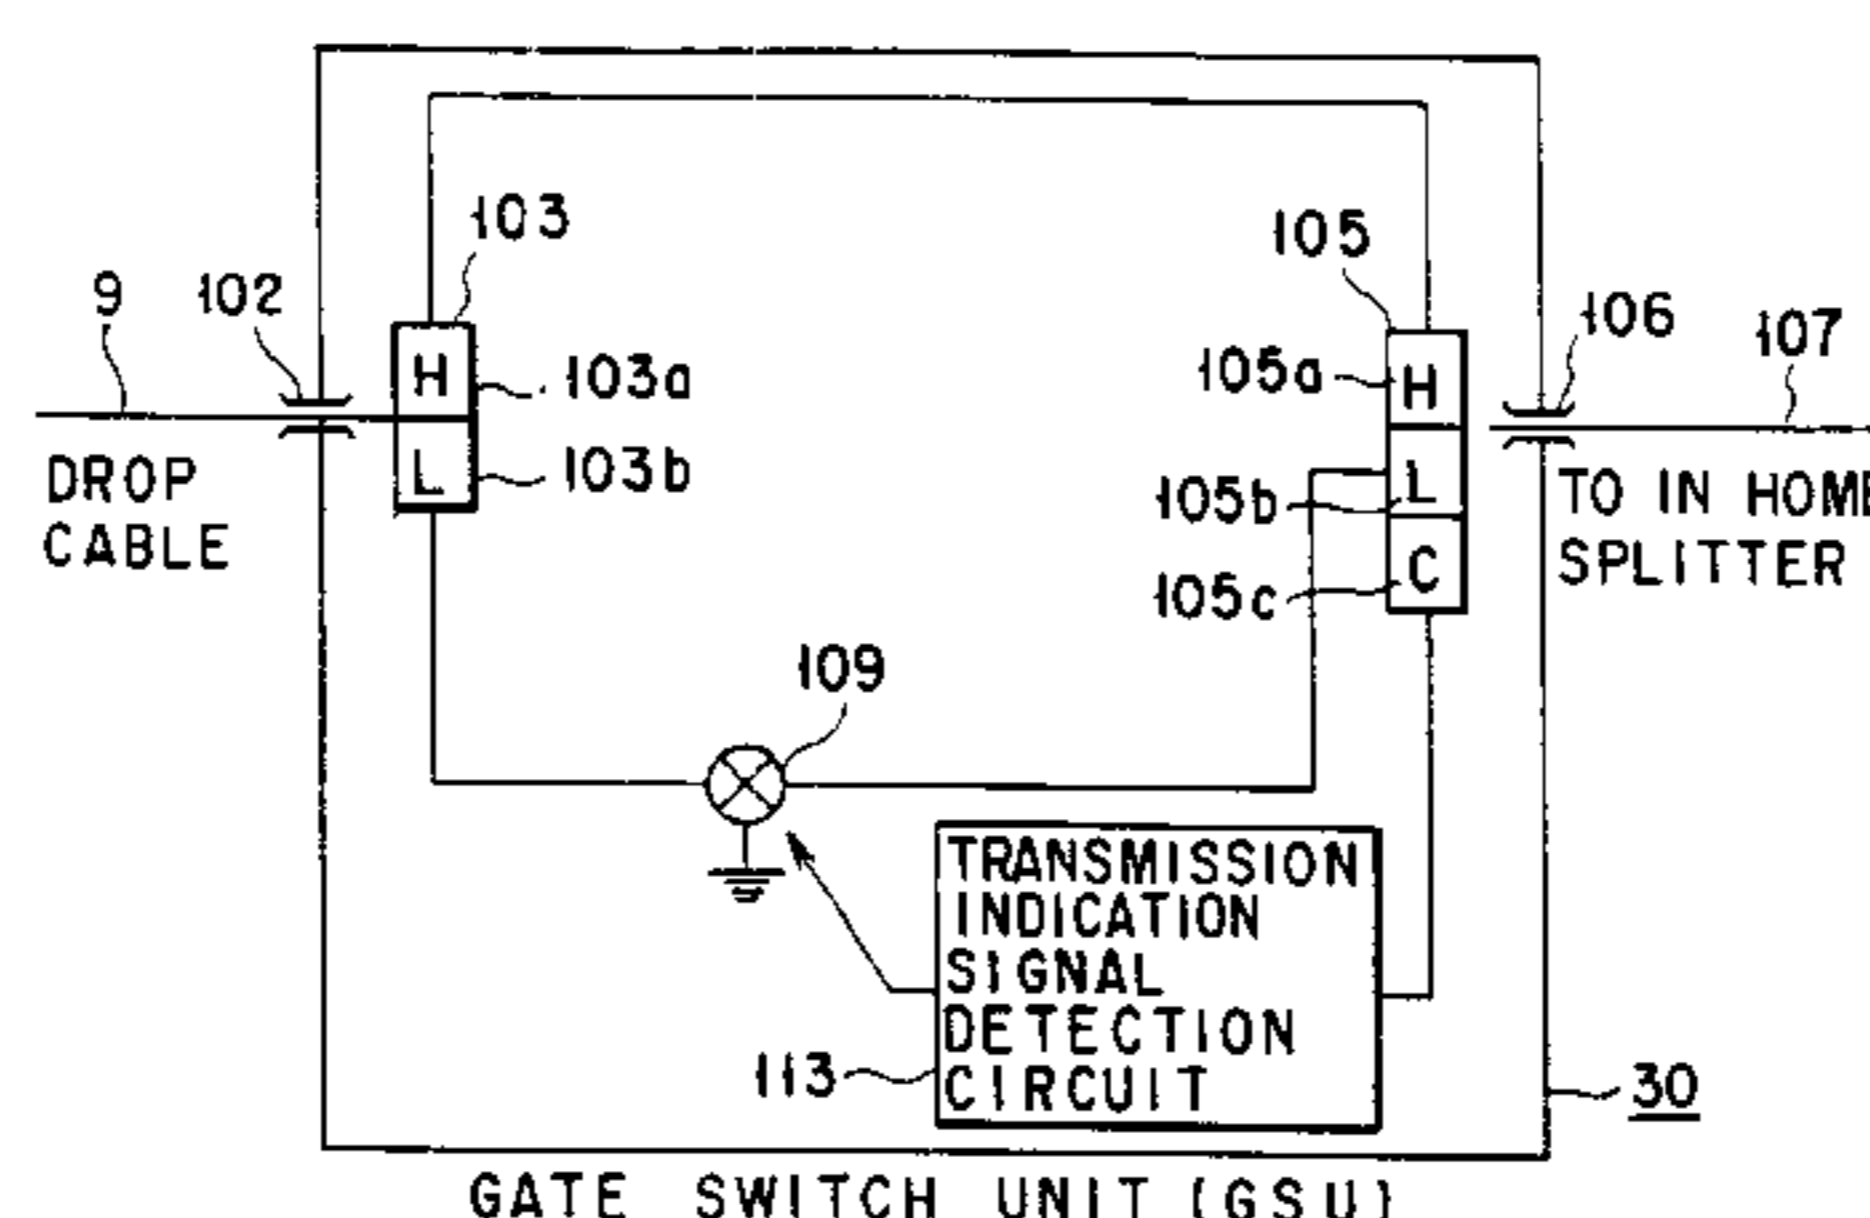 103
105
9
102
106
107
H
103a
105a
H
DROP
CABLE
L
103b
105b
L
TO IN HOME
SPLITTER
105c
C
109
TRANSMISSION
INDICATION
SIGNAL
DETECTION
CIRCUIT
113
30
GATE SWITCH UNIT (GSU)